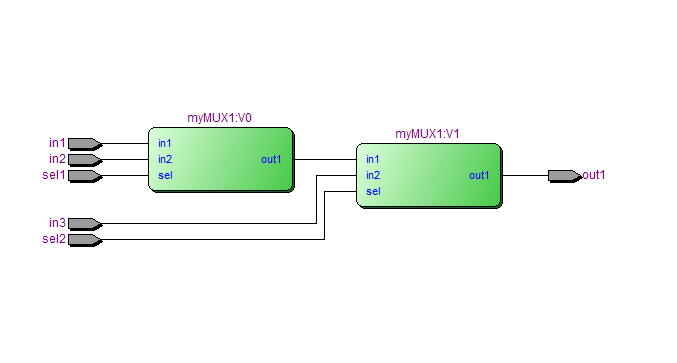 myMUX1:V0
in1
in2
sel1
in1
in2
sel
out1
myMUX1:V1
in1
in2
sel
out1
out1
in3
sel2